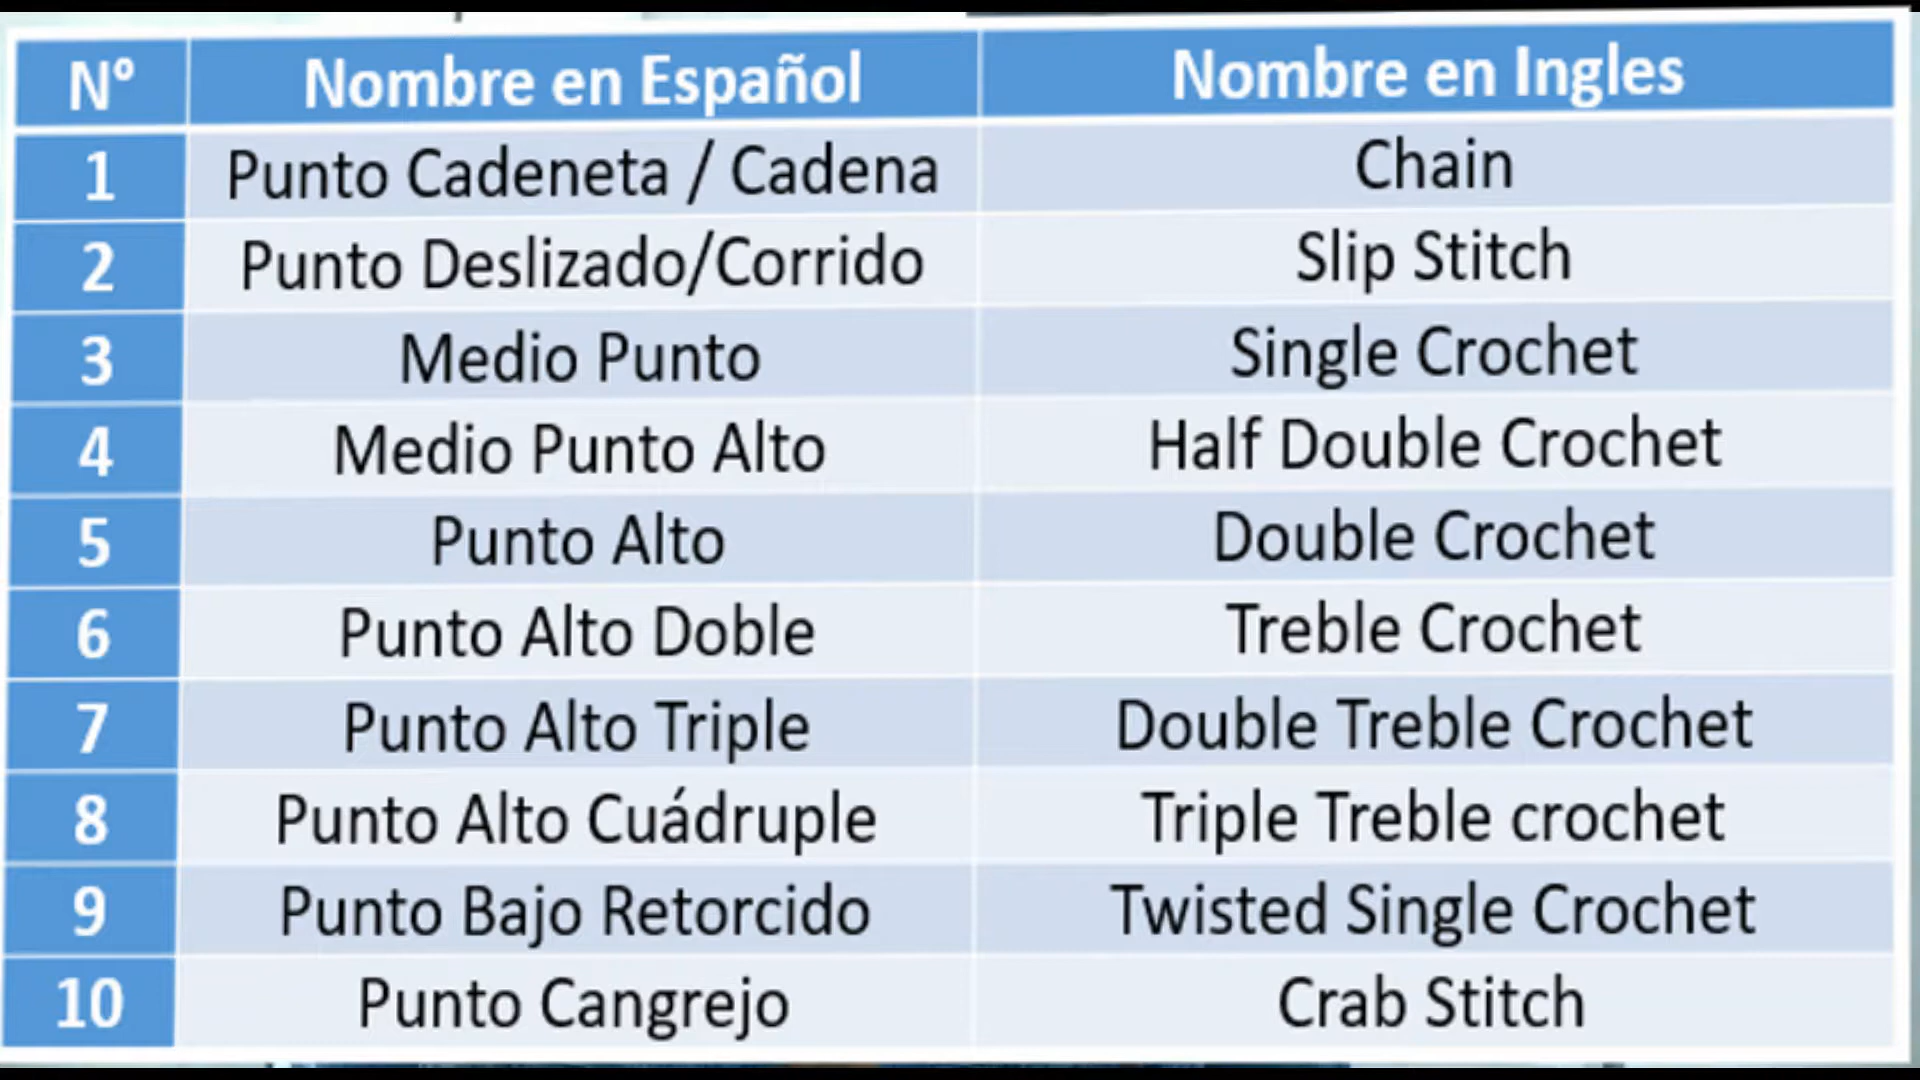 Nº Nombre en Español Nombre en Ingles
1 Punto Cadeneta / Cadena Chain
2 Punto Deslizado/Corrido Slip Stitch
3 Medio Punto Single Crochet
4 Medio Punto Alto Half Double Crochet
5 Punto Alto Double Crochet
6 Punto Alto Doble Treble Crochet
7 Punto Alto Triple Double Treble Crochet
8 Punto Alto Cuádruple Triple Treble crochet
9 Punto Bajo Retorcido Twisted Single Crochet
10 Punto Cangrejo Crab Stitch